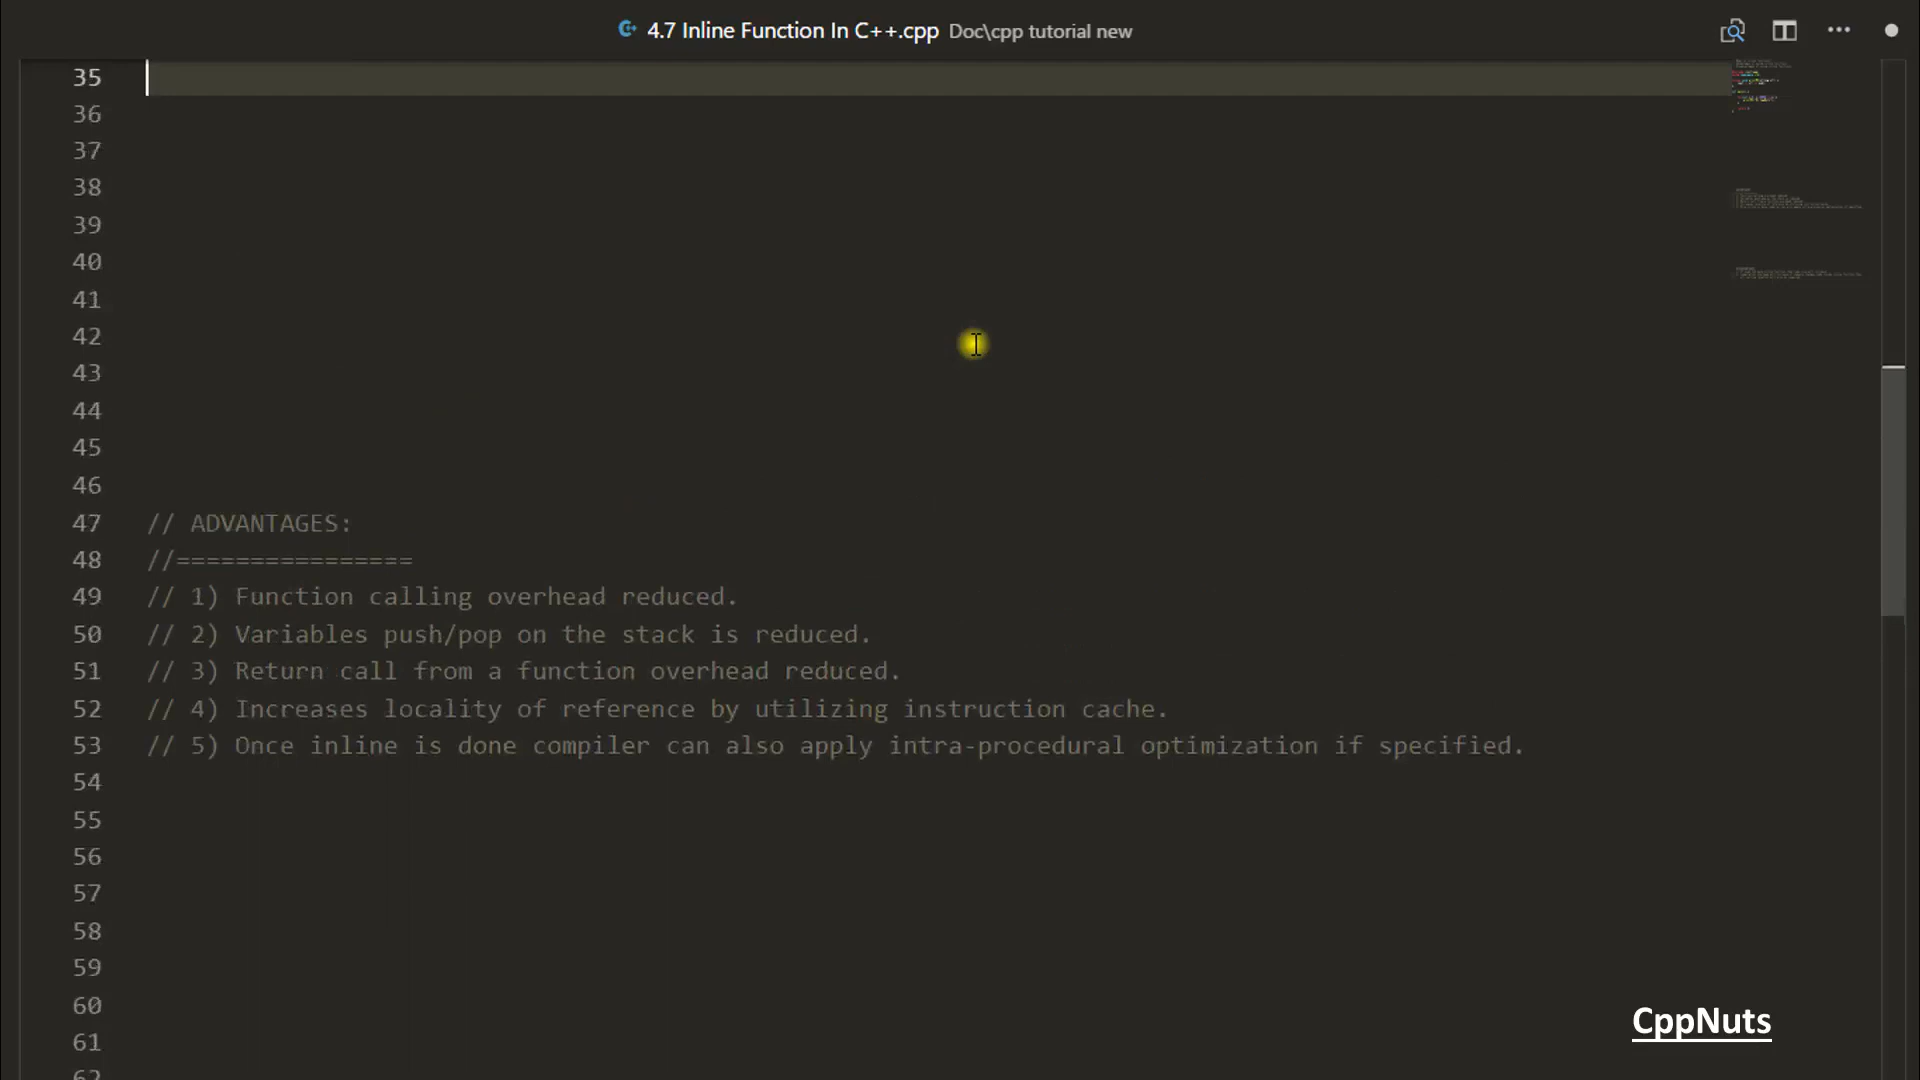 4.7 Inline Function In C++.cpp Doc\cpp tutorial new
35
36
37
38
39
40
41
42
43
44
45
46
47 // ADVANTAGES:
48 //================
49 // 1) Function calling overhead reduced.
50 // 2) Variables push/pop on the stack is reduced.
51 // 3) Return call from a function overhead reduced.
52 // 4) Increases locality of reference by utilizing instruction cache.
53 // 5) Once inline is done compiler can also apply intra-procedural optimization if specified.
54
55
56
57
58
59
60
61
62
CppNuts